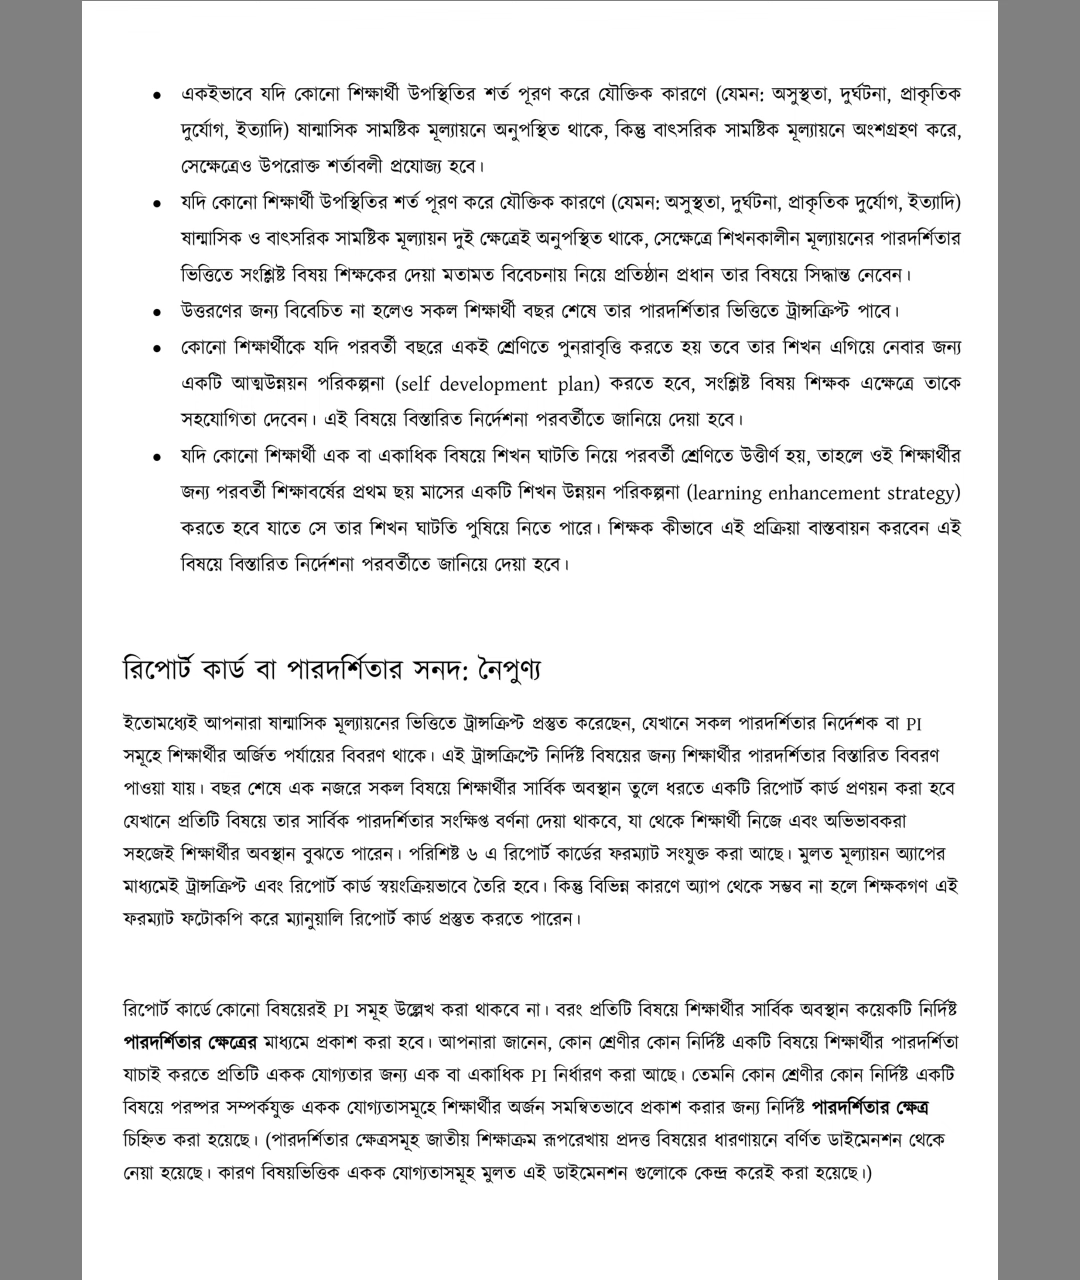 • একইভাবে যদি কোনো শিক্ষার্থী উপস্থিতির শর্ত পূরণ করে যৌক্তিক কারণে (যেমন: অসুস্থতা, দুর্ঘটনা, প্রাকৃতিক
দুর্যোগ, ইত্যাদি) ষান্মাসিক সামষ্টিক মূল্যায়নে অনুপস্থিত থাকে, কিন্তু বাৎসরিক সামষ্টিক মূল্যায়নে অংশগ্রহণ করে,
সেক্ষেত্রেও উপরোক্ত শর্তাবলী প্রযোজ্য হবে।
• যদি কোনো শিক্ষার্থী উপস্থিতির শর্ত পূরণ করে যৌক্তিক কারণে (যেমন: অসুস্থতা, দুর্ঘটনা, প্রাকৃতিক দুর্যোগ, ইত্যাদি)
ষান্মাসিক ও বাৎসরিক সামষ্টিক মূল্যায়ন দুই ক্ষেত্রেই অনুপস্থিত থাকে, সেক্ষেত্রে শিখনকালীন মূল্যায়নের পারদর্শিতার
ভিত্তিতে সংশ্লিষ্ট বিষয় শিক্ষকের দেয়া মতামত বিবেচনায় নিয়ে প্রতিষ্ঠান প্রধান তার বিষয়ে সিদ্ধান্ত নেবেন।
• উত্তরণের জন্য বিবেচিত না হলেও সকল শিক্ষার্থী বছর শেষে তার পারদর্শিতার ভিত্তিতে ট্রান্সক্রিপ্ট পাবে।
• কোনো শিক্ষার্থীকে যদি পরবর্তী বছরে একই শ্রেণিতে পুনরাবৃত্তি করতে হয় তবে তার শিখন এগিয়ে নেবার জন্য
একটি আত্মউন্নয়ন পরিকল্পনা (self development plan) করতে হবে, সংশ্লিষ্ট বিষয় শিক্ষক এক্ষেত্রে তাকে
সহযোগিতা দেবেন। এই বিষয়ে বিস্তারিত নির্দেশনা পরবর্তীতে জানিয়ে দেয়া হবে।
• যদি কোনো শিক্ষার্থী এক বা একাধিক বিষয়ে শিখন ঘাটতি নিয়ে পরবর্তী শ্রেণিতে উত্তীর্ণ হয়, তাহলে ওই শিক্ষার্থীর
জন্য পরবর্তী শিক্ষাবর্ষের প্রথম ছয় মাসের একটি শিখন উন্নয়ন পরিকল্পনা (learning enhancement strategy)
করতে হবে যাতে সে তার শিখন ঘাটতি পুষিয়ে নিতে পারে। শিক্ষক কীভাবে এই প্রক্রিয়া বাস্তবায়ন করবেন এই
বিষয়ে বিস্তারিত নির্দেশনা পরবর্তীতে জানিয়ে দেয়া হবে।
রিপোর্ট কার্ড বা পারদর্শিতার সনদ: নৈপুণ্য
ইতোমধ্যেই আপনারা ষান্মাসিক মূল্যায়নের ভিত্তিতে ট্রান্সক্রিপ্ট প্রস্তুত করেছেন, যেখানে সকল পারদর্শিতার নির্দেশক বা PI
সমূহে শিক্ষার্থীর অর্জিত পর্যায়ের বিবরণ থাকে। এই ট্রান্সক্রিপ্টে নির্দিষ্ট বিষয়ের জন্য শিক্ষার্থীর পারদর্শিতার বিস্তারিত বিবরণ
পাওয়া যায়। বছর শেষে এক নজরে সকল বিষয়ে শিক্ষার্থীর সার্বিক অবস্থান তুলে ধরতে একটি রিপোর্ট কার্ড প্রণয়ন করা হবে
যেখানে প্রতিটি বিষয়ে তার সার্বিক পারদর্শিতার সংক্ষিপ্ত বর্ণনা দেয়া থাকবে, যা থেকে শিক্ষার্থী নিজে এবং অভিভাবকরা
সহজেই শিক্ষার্থীর অবস্থান বুঝতে পারেন। পরিশিষ্ট ৬ এ রিপোর্ট কার্ডের ফরম্যাট সংযুক্ত করা আছে। মুলত মূল্যায়ন অ্যাপের
মাধ্যমেই ট্রান্সক্রিপ্ট এবং রিপোর্ট কার্ড স্বয়ংক্রিয়ভাবে তৈরি হবে। কিন্তু বিভিন্ন কারণে অ্যাপ থেকে সম্ভব না হলে শিক্ষকগণ এই
ফরম্যাট ফটোকপি করে ম্যানুয়ালি রিপোর্ট কার্ড প্রস্তুত করতে পারেন।
রিপোর্ট কার্ডে কোনো বিষয়েরই PI সমূহ উল্লেখ করা থাকবে না। বরং প্রতিটি বিষয়ে শিক্ষার্থীর সার্বিক অবস্থান কয়েকটি নির্দিষ্ট
পারদর্শিতার ক্ষেত্রের মাধ্যমে প্রকাশ করা হবে। আপনারা জানেন, কোন শ্রেণীর কোন নির্দিষ্ট একটি বিষয়ে শিক্ষার্থীর পারদর্শিতা
যাচাই করতে প্রতিটি একক যোগ্যতার জন্য এক বা একাধিক PI নির্ধারণ করা আছে। তেমনি কোন শ্রেণীর কোন নির্দিষ্ট একটি
বিষয়ে পরষ্পর সম্পর্কযুক্ত একক যোগ্যতাসমূহে শিক্ষার্থীর অর্জন সমন্বিতভাবে প্রকাশ করার জন্য নির্দিষ্ট পারদর্শিতার ক্ষেত্র
চিহ্নিত করা হয়েছে। (পারদর্শিতার ক্ষেত্রসমূহ জাতীয় শিক্ষাক্রম রূপরেখায় প্রদত্ত বিষয়ের ধারণায়নে বর্ণিত ডাইমেনশন থেকে
নেয়া হয়েছে। কারণ বিষয়ভিত্তিক একক যোগ্যতাসমূহ মুলত এই ডাইমেনশন গুলোকে কেন্দ্র করেই করা হয়েছে।)